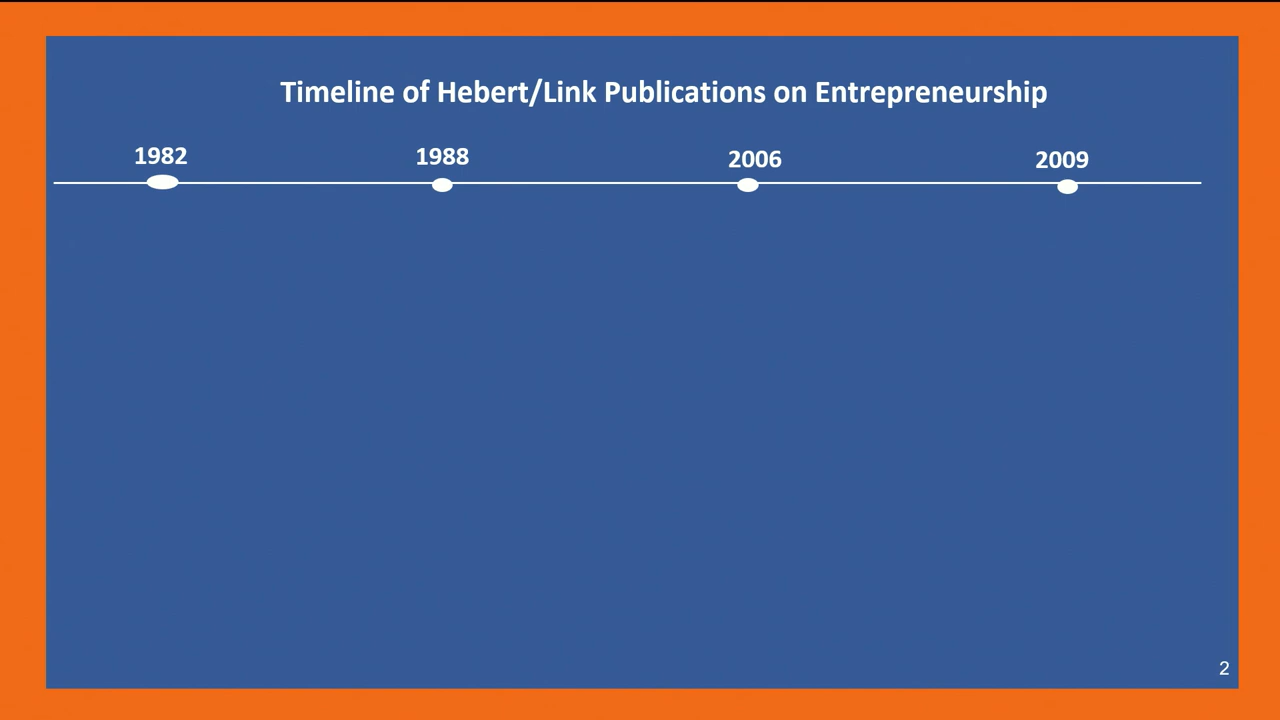 Timeline of Hebert/Link Publications on Entrepreneurship
1982 1988 2006 2009
2